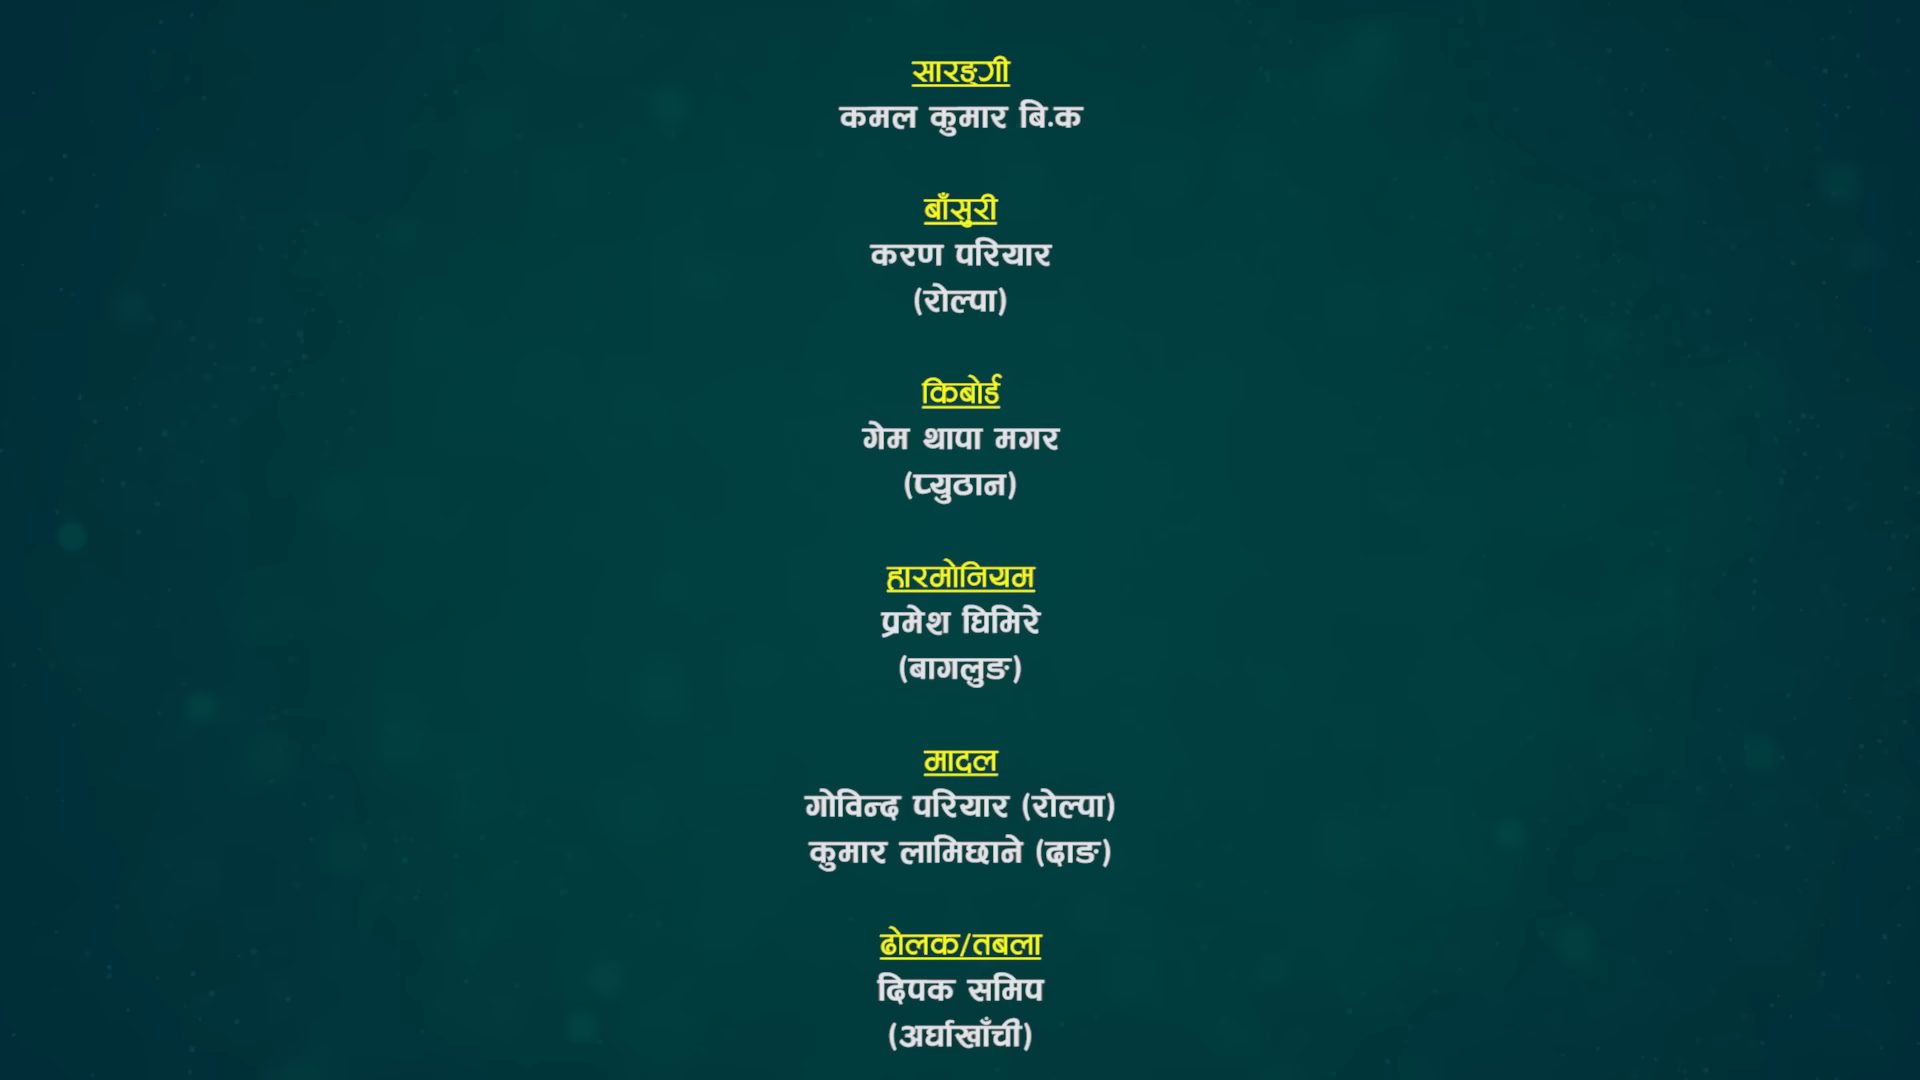 सारङ्गी
कमल कुमार बि.क
बाँसुरी
करण परियार
(रोल्पा)
किबोर्ड
गेम थापा मगर
(प्युठान)
हारमोनियम
प्रमेश घिमिरे
(बागलुङ)
मादल
गोविन्द परियार (रोल्पा)
कुमार लामिछाने (दाङ)
ढोलक/तबला
दिपक समिप
(अर्घाखाँची)